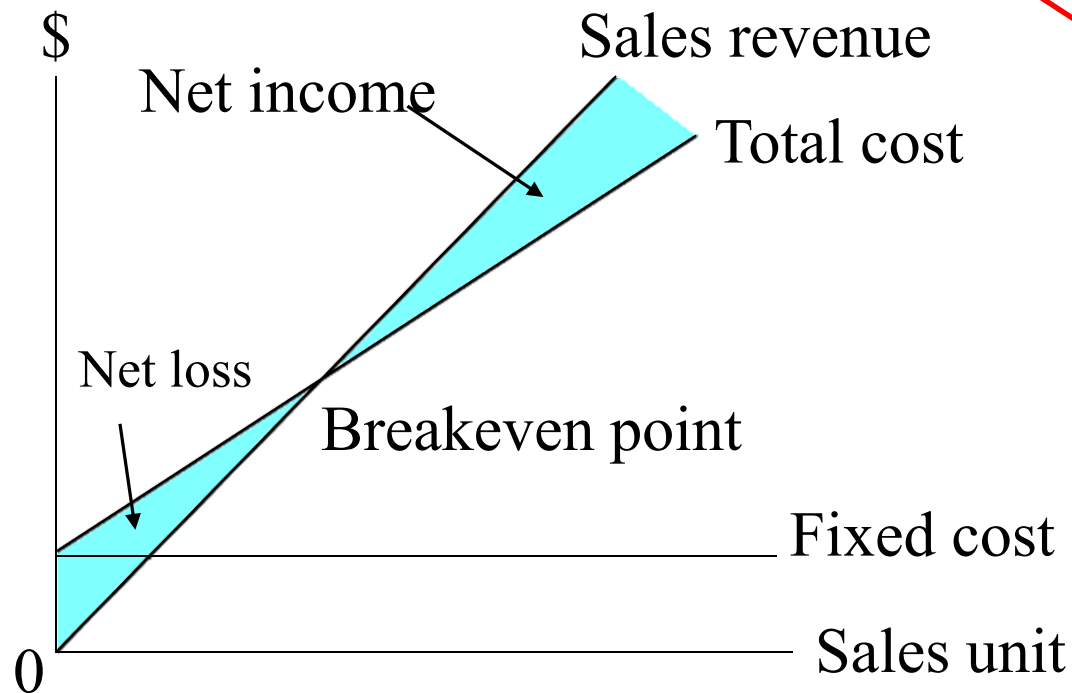 $
Sales revenue
Net income
Total cost
Net loss
Breakeven point
Fixed cost
Sales unit
0